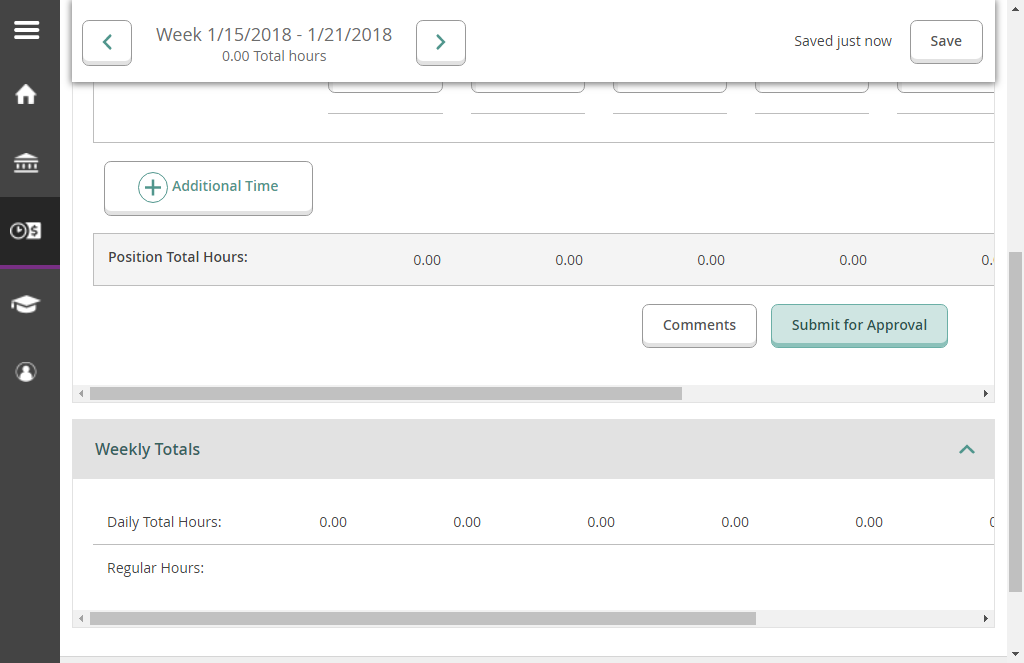 Week 1/15/2018 - 1/21/2018
0.00 Total hours
Saved just now
Save
Additional Time
Position Total Hours: 0.00 0.00 0.00 0.00 0.
Comments
Submit for Approval
Weekly Totals
Daily Total Hours: 0.00 0.00 0.00 0.00 0.00
Regular Hours: